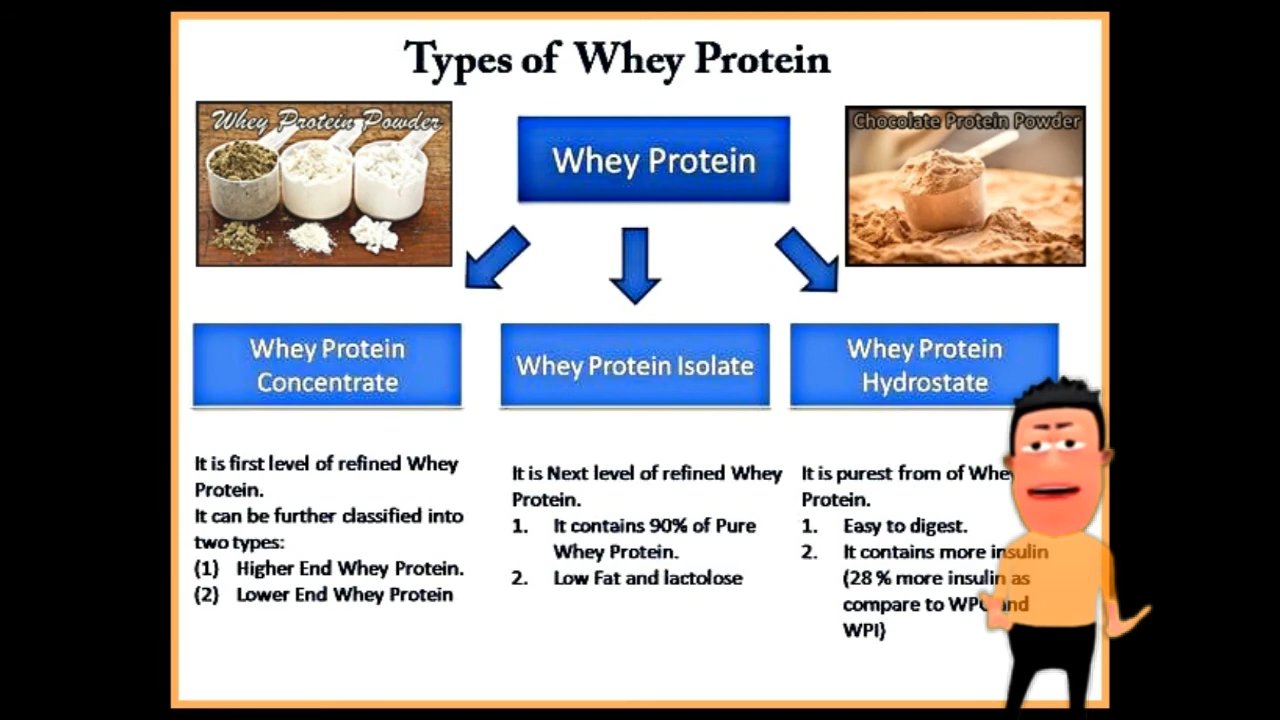 Types of Whey Protein
Whey Protein Powder
Whey Protein
Chocolate Protein Powder
Whey Protein
Concentrate
Whey Protein Isolate
Whey Protein
Hydrostate
It is first level of refined Whey
Protein.
It can be further classified into
two types:
(1) Higher End Whey Protein.
(2) Lower End Whey Protein
It is Next level of refined Whey
Protein.
1. It contains 90% of Pure
Whey Protein.
2. Low Fat and lactolose
It is purest from of Whey
Protein.
1. Easy to digest.
2. It contains more insulin
(28 % more insulin as
compare to WPC and
WPI)